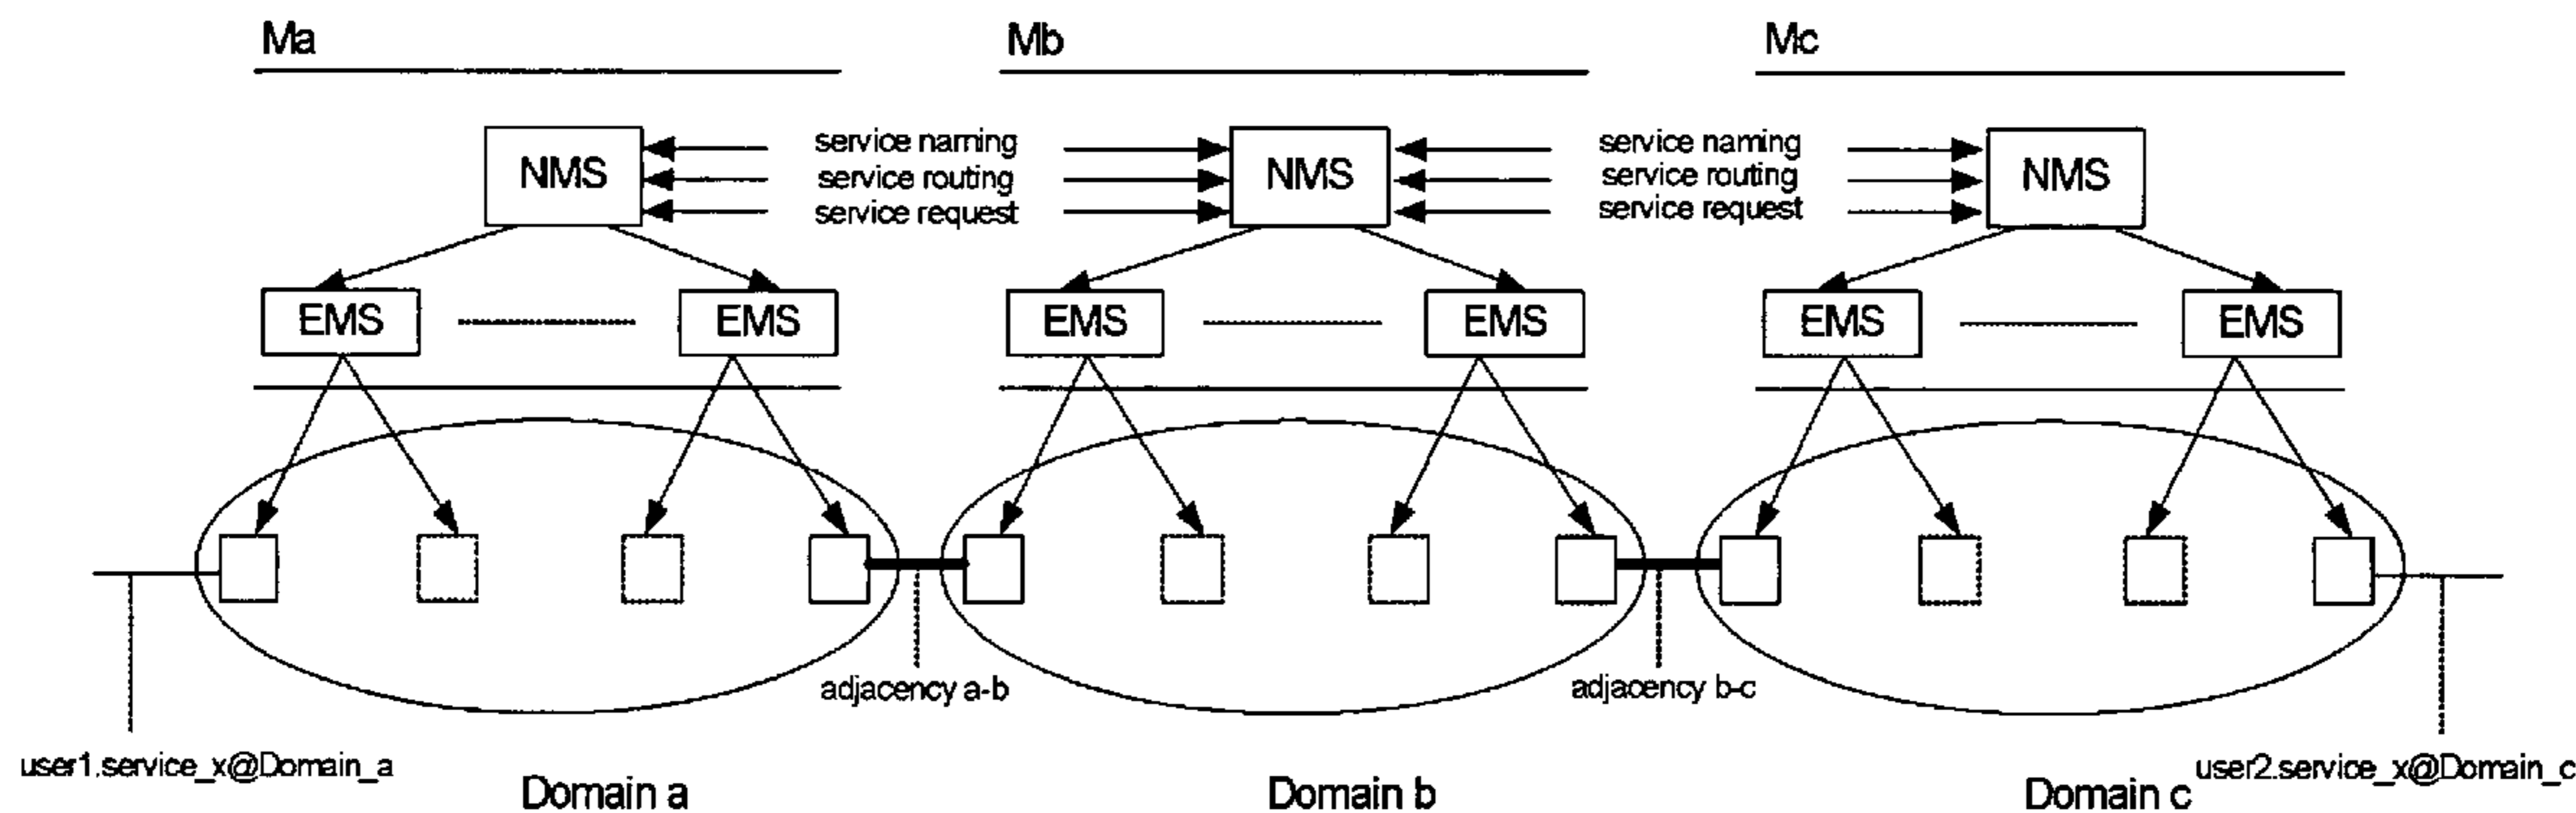 Ma
Mb
Mc
NMS
service naming
service routing
service request
NMS
service naming
service routing
service request
NMS
EMS
EMS
EMS
EMS
EMS
EMS
adjacency a-b
adjacency b-c
user1.service_x@Domain_a
Domain a
Domain b
Domain c
user2.service_x@Domain_c